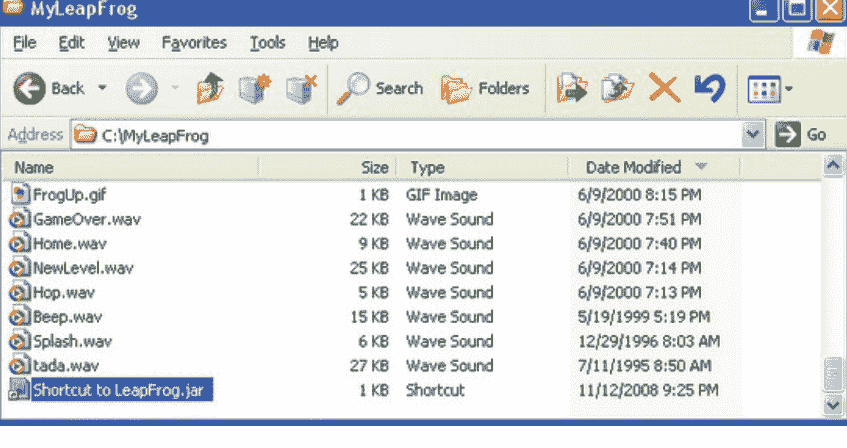 MyLeapFrog
File Edit View Favorites Tools Help
Back Search Folders
Address C:\MyLeapFrog Go
Name Size Type Date Modified
FrogUp.gif 1 KB GIF Image 6/9/2000 8:15 PM
GameOver.wav 22 KB Wave Sound 6/9/2000 7:51 PM
Home.wav 9 KB Wave Sound 6/9/2000 7:40 PM
NewLevel.wav 25 KB Wave Sound 6/9/2000 7:14 PM
Hop.wav 5 KB Wave Sound 6/9/2000 7:13 PM
Beep.wav 15 KB Wave Sound 5/19/1999 5:19 PM
Splash.wav 6 KB Wave Sound 12/29/1996 8:03 AM
tada.wav 27 KB Wave Sound 7/11/1995 8:50 AM
Shortcut to LeapFrog.jar 1 KB Shortcut 11/12/2008 9:25 PM